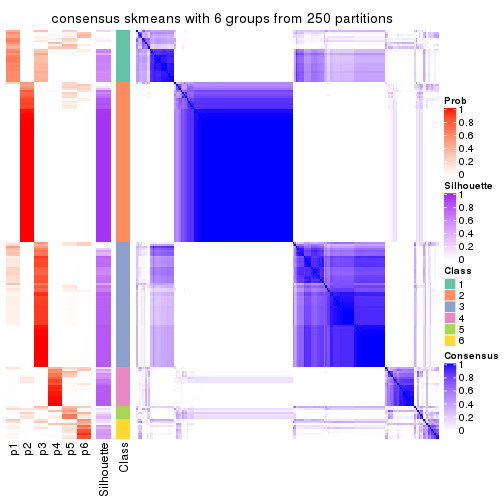 consensus skmeans with 6 groups from 250 partitions
Prob
1
0.8
0.6
0.4
0.2
0
Silhouette
1
0.8
0.6
0.4
0.2
0
Class
1
2
3
4
5
6
Consensus
1
0.8
0.6
0.4
0.2
0
p1
p2
p3
p4
p5
p6
Silhouette
Class